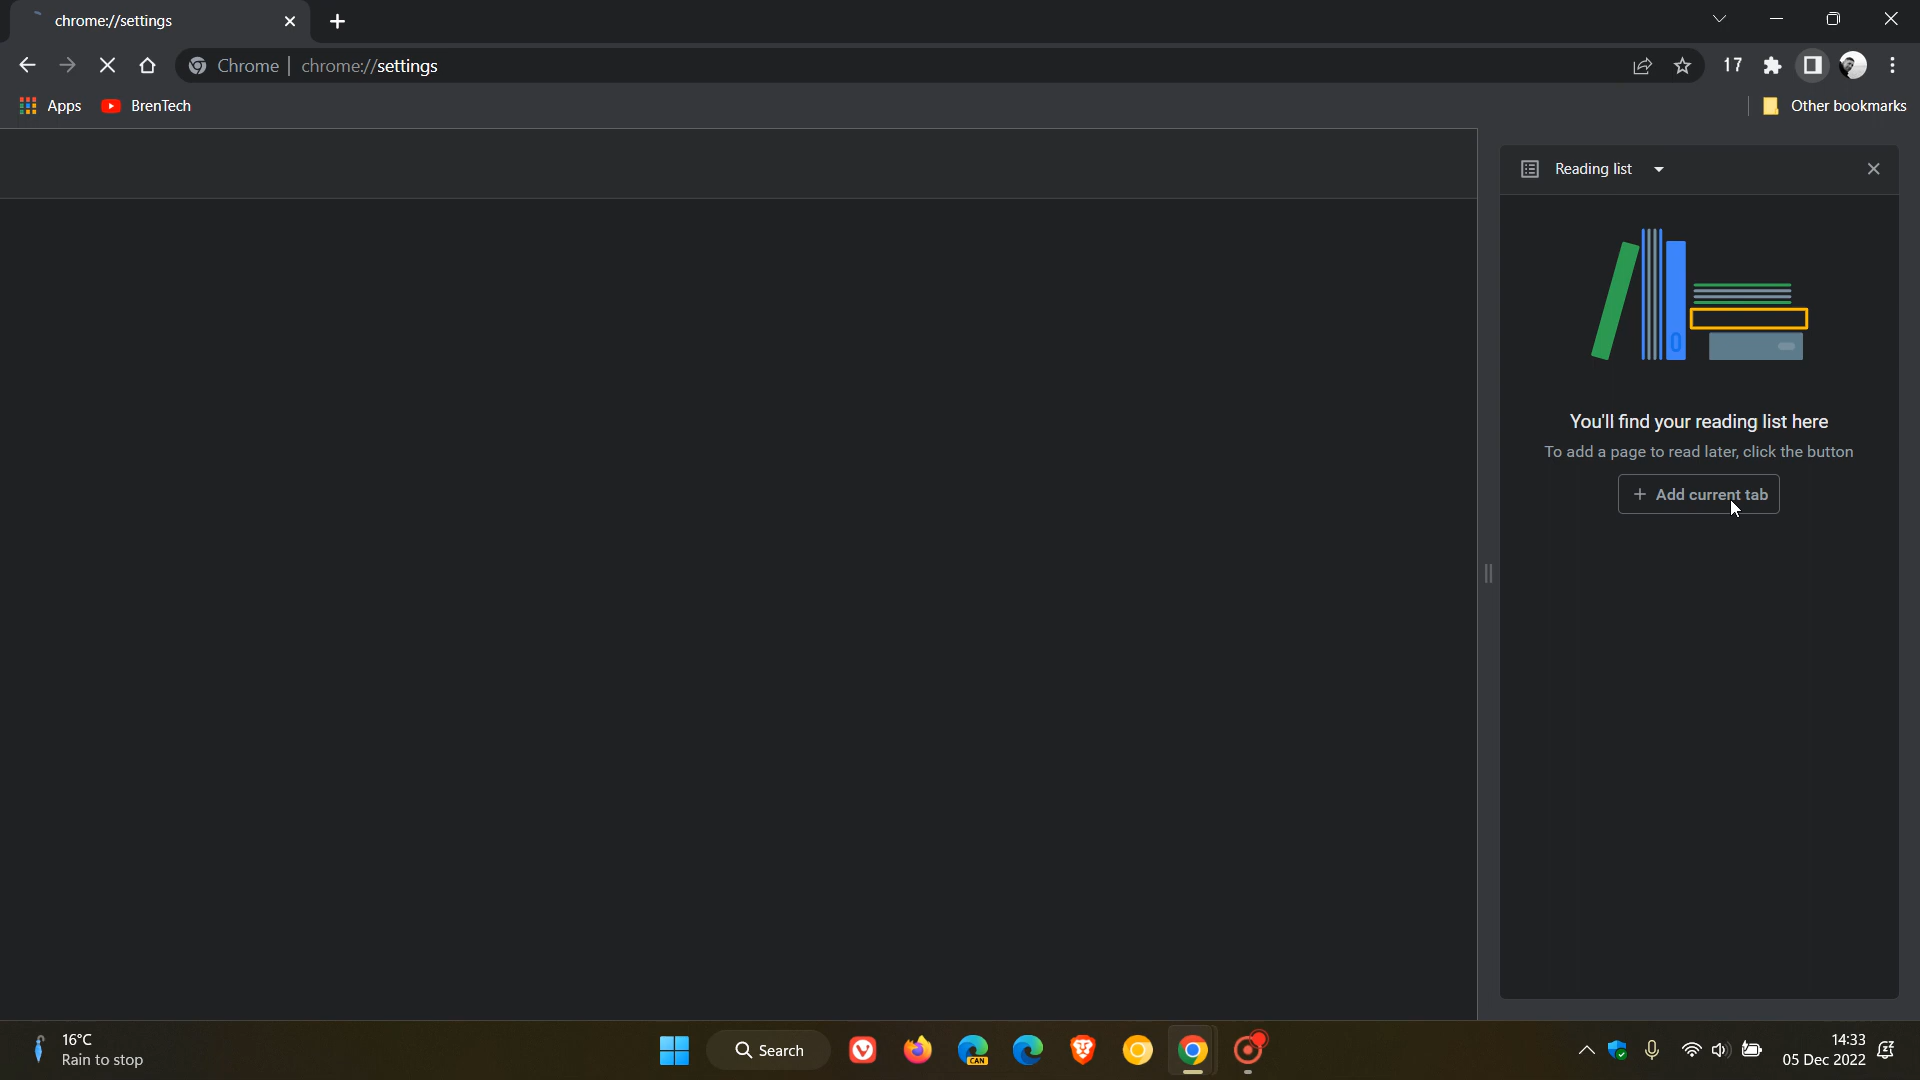 chrome://settings
Chrome | chrome://settings
17
Apps
BrenTech
Other bookmarks
Reading list
You'll find your reading list here
To add a page to read later, click the button
+ Add current tab
16°C
Rain to stop
Search
CAN
14:33
05 Dec 2022